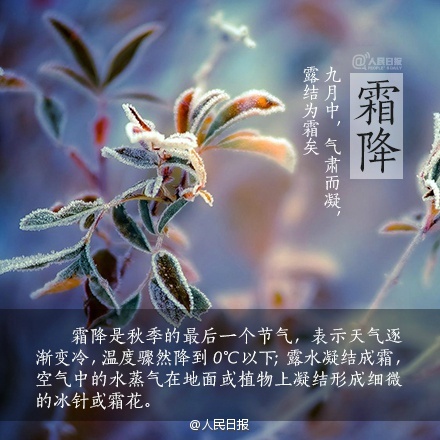 @人民日报
PEOPLE'S DAILY
霜降
九月中，气肃而凝，
露结为霜矣
霜降是秋季的最后一个节气，表示天气逐
渐变冷，温度骤然降到0℃以下；露水凝结成霜，
空气中的水蒸气在地面或植物上凝结形成细微
的冰针或霜花。
@人民日报